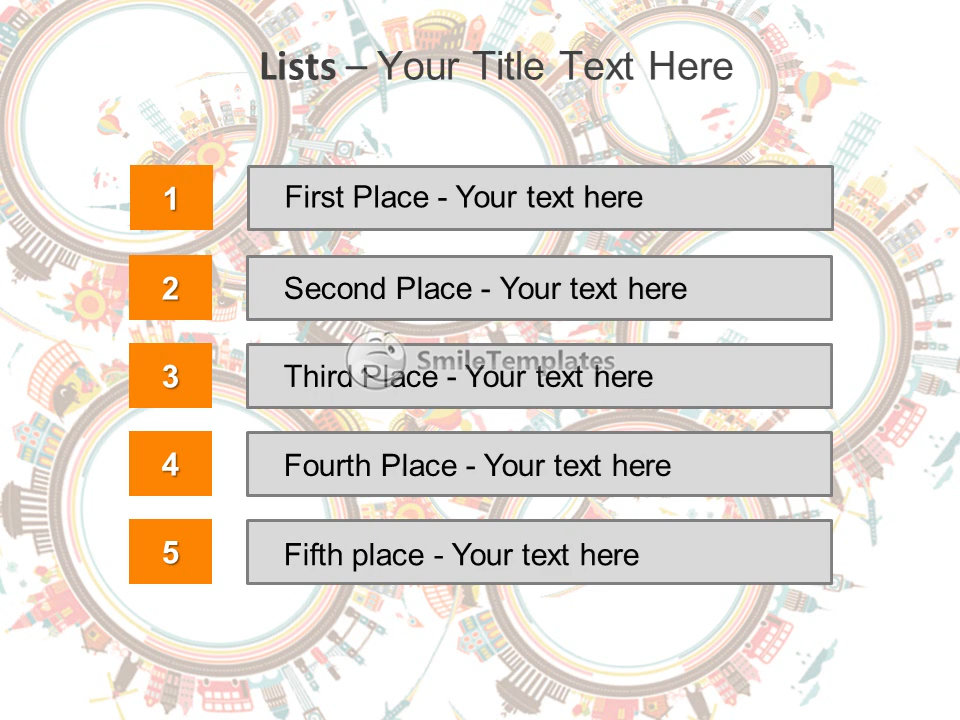 Lists – Your Title Text Here
1
First Place - Your text here
2
Second Place - Your text here
SmileTemplates
3
Third Place - Your text here
4
Fourth Place - Your text here
5
Fifth place - Your text here